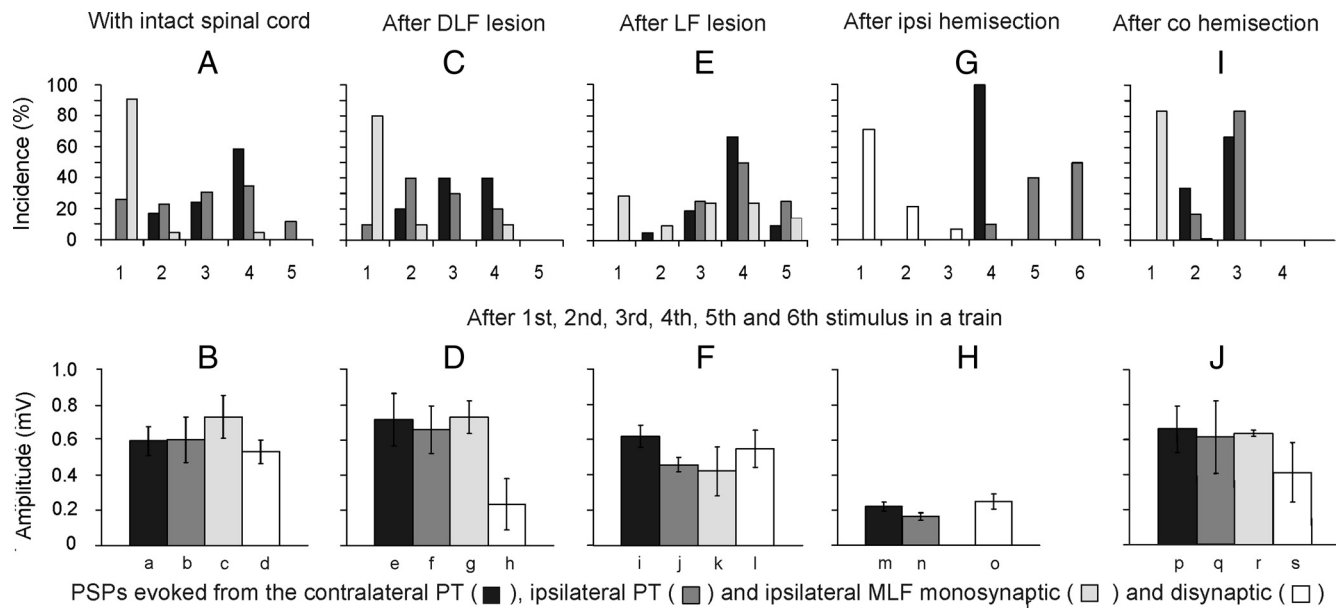 With intact spinal cord After DLF lesion After LF lesion After ipsi hemisection After co hemisection
A C E G I
Incidence (%)
100
80
60
40
20
0
1 2 3 4 5 1 2 3 4 5 1 2 3 4 5 1 2 3 4 5 6 1 2 3 4
After 1st, 2nd, 3rd, 4th, 5th and 6th stimulus in a train
B D F H J
Amplitude (mV)
1.0
0.8
0.6
0.4
0.2
0
a b c d e f g h i j k l m n o p q r s
PSPs evoked from the contralateral PT ( ), ipsilateral PT ( ) and ipsilateral MLF monosynaptic ( ) and disynaptic ( )